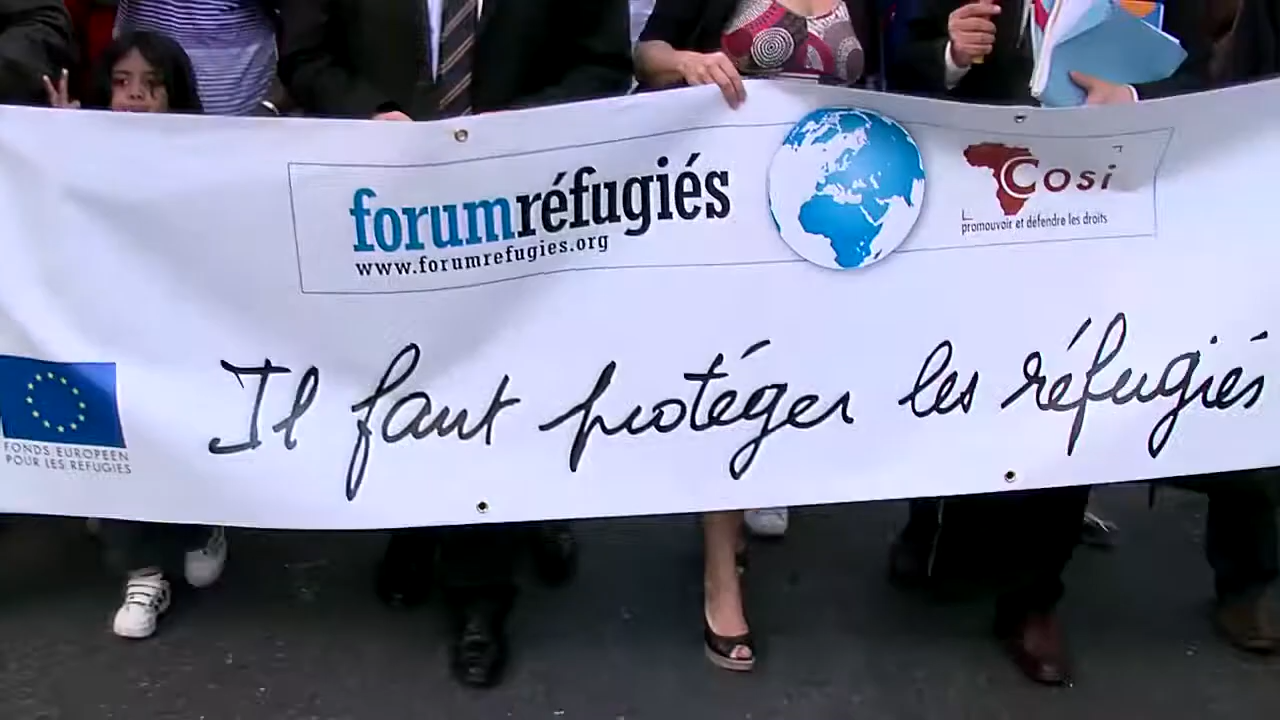 forumréfugiés
www.forumrefugies.org
Cosi
promouvoir et défendre les droits
Il faut protéger les réfugiés
FONDS EUROPEEN
POUR LES REFUGIES